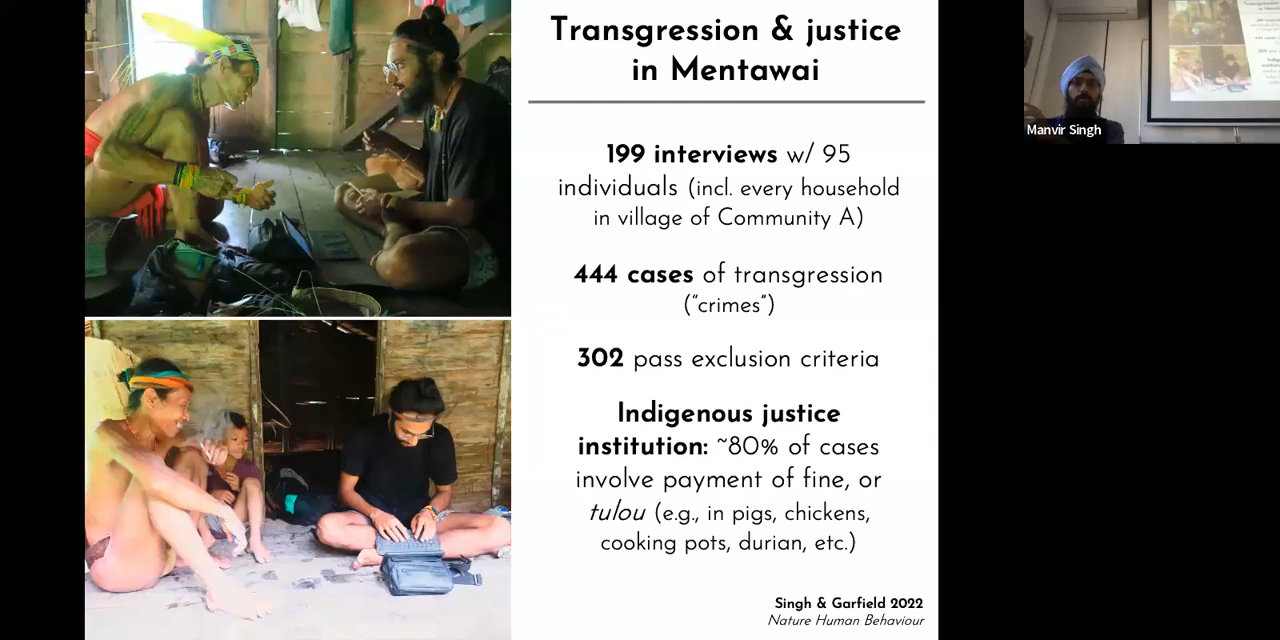 Transgression & justice
in Mentawai
199 interviews w/ 95
individuals (incl. every household
in village of Community A)
444 cases of transgression
(“crimes”)
302 pass exclusion criteria
Indigenous justice
institution: ~80% of cases
involve payment of fine, or
tulou (e.g., in pigs, chickens,
cooking pots, durian, etc.)
Singh & Garfield 2022
Nature Human Behaviour
Manvir Singh